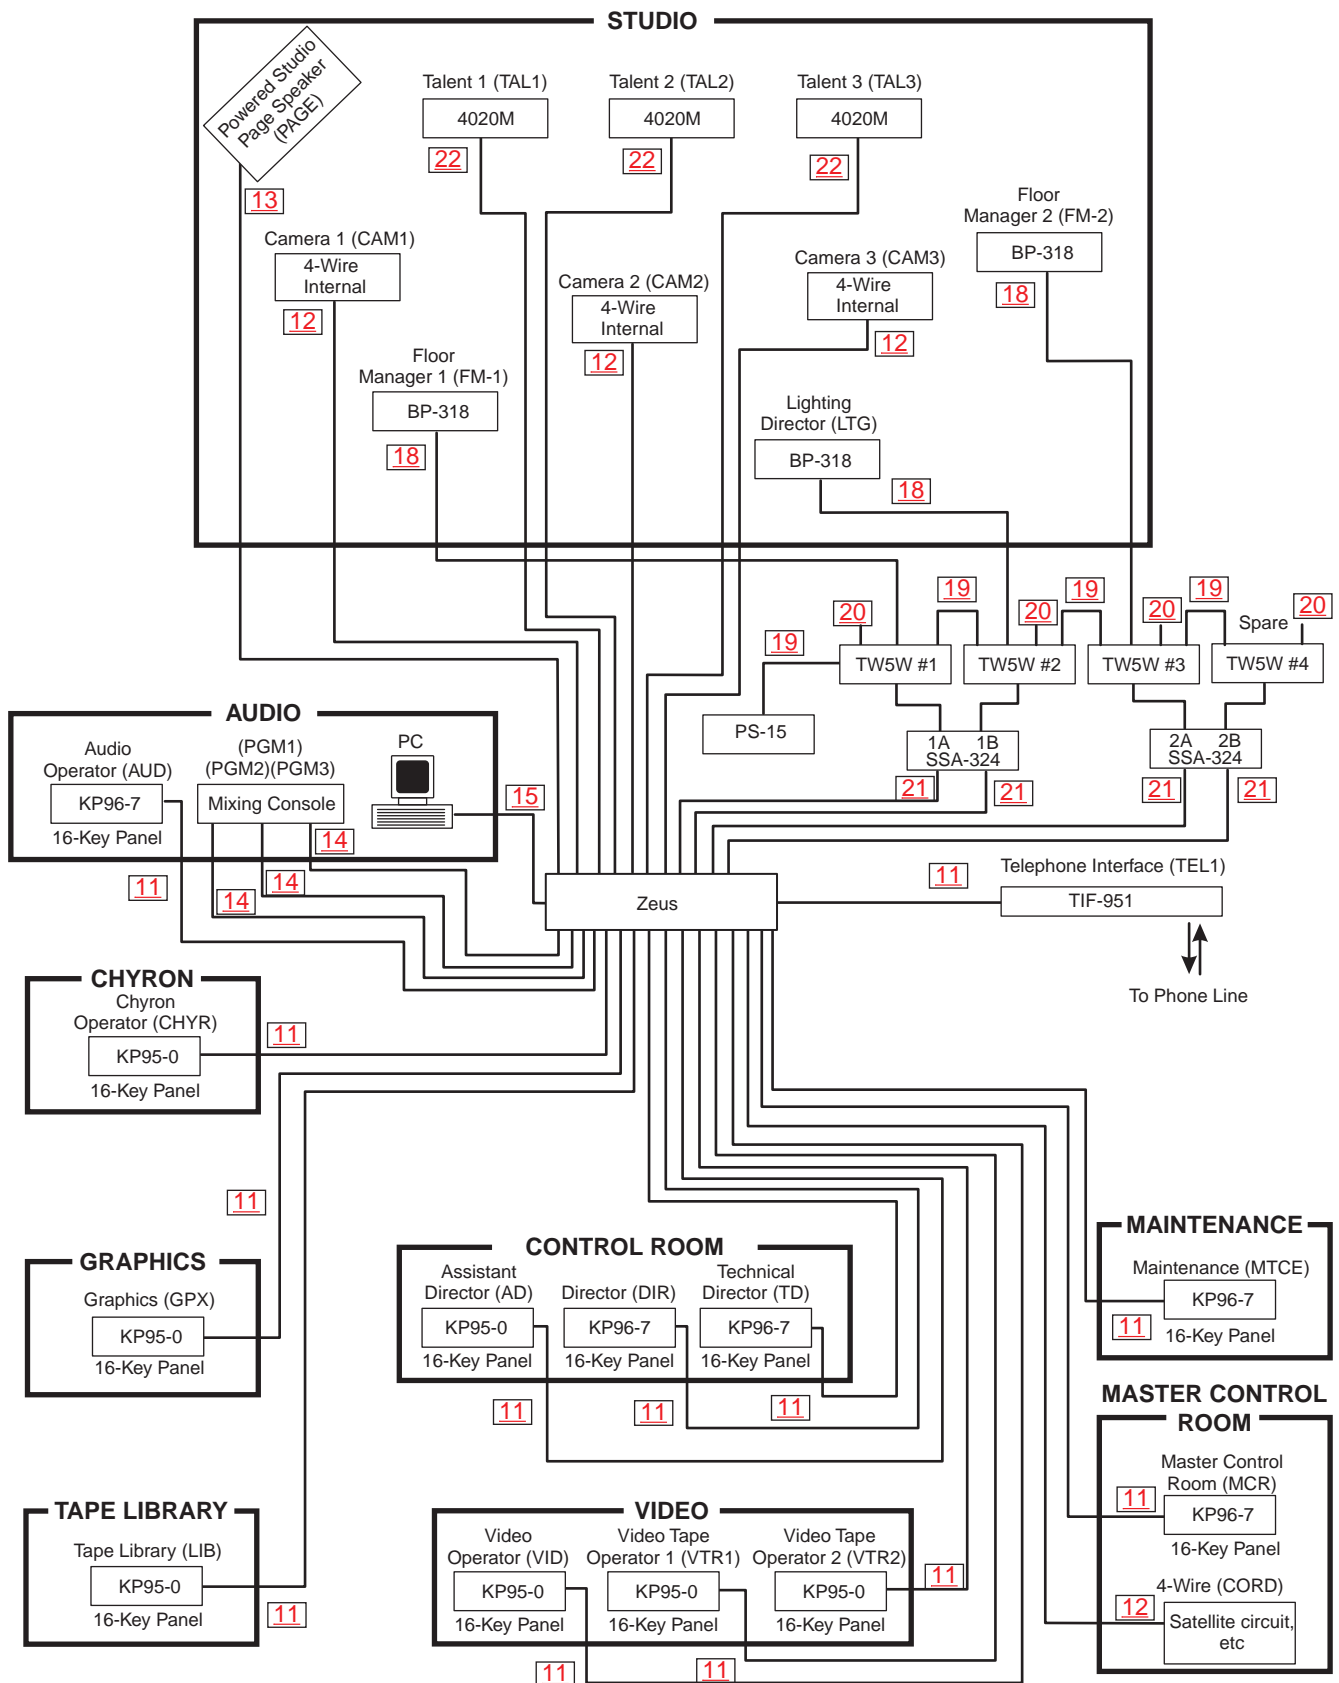 STUDIO
Powered Studio
Page Speaker
(PAGE)
13
Talent 1 (TAL1)
4020M
22
Talent 2 (TAL2)
4020M
22
Talent 3 (TAL3)
4020M
22
Camera 1 (CAM1)
4-Wire
Internal
12
Camera 2 (CAM2)
4-Wire
Internal
12
Camera 3 (CAM3)
4-Wire
Internal
12
Floor
Manager 2 (FM-2)
BP-318
18
Floor
Manager 1 (FM-1)
BP-318
18
Lighting
Director (LTG)
BP-318
18
20
19
20
19
20
19
Spare
20
19
TW5W #1
TW5W #2
TW5W #3
TW5W #4
PS-15
1A 1B
SSA-324
2A 2B
SSA-324
21
21
21
21
AUDIO
Audio
Operator (AUD)
KP96-7
16-Key Panel
(PGM1)
(PGM2)(PGM3)
Mixing Console
PC
15
14
14
14
11
Zeus
11
Telephone Interface (TEL1)
TIF-951
To Phone Line
CHYRON
Chyron
Operator (CHYR)
KP95-0
16-Key Panel
11
11
GRAPHICS
Graphics (GPX)
KP95-0
16-Key Panel
CONTROL ROOM
Assistant
Director (AD)
KP95-0
16-Key Panel
Director (DIR)
KP96-7
16-Key Panel
Technical
Director (TD)
KP96-7
16-Key Panel
11
11
11
MAINTENANCE
Maintenance (MTCE)
KP96-7
11
16-Key Panel
MASTER CONTROL
ROOM
Master Control
Room (MCR)
11
KP96-7
16-Key Panel
4-Wire (CORD)
12
Satellite circuit,
etc
TAPE LIBRARY
Tape Library (LIB)
KP95-0
16-Key Panel
11
VIDEO
Video
Operator (VID)
KP95-0
16-Key Panel
Video Tape
Operator 1 (VTR1)
KP95-0
16-Key Panel
Video Tape
Operator 2 (VTR2)
KP95-0
16-Key Panel
11
11
11